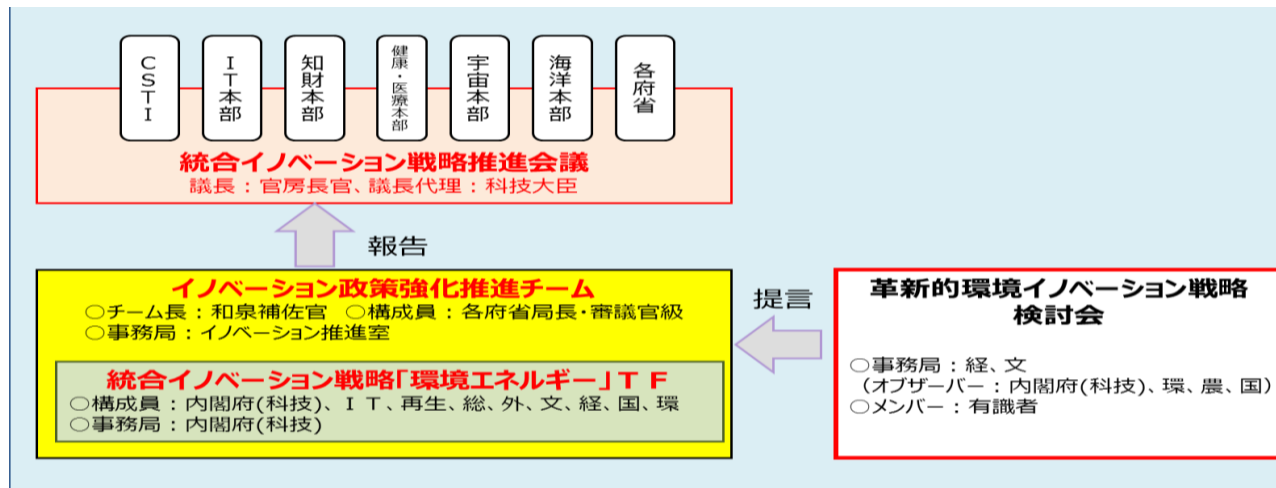 CSTI
IT本部
知財本部
健康・医療本部
宇宙本部
海洋本部
各府省
統合イノベーション戦略推進会議
議長：官房長官、議長代理：科技大臣
報告
イノベーション政策強化推進チーム
○チーム長：和泉補佐官　○構成員：各府省局長・審議官級
○事務局：イノベーション推進室
統合イノベーション戦略「環境エネルギー」ＴＦ
○構成員：内閣府(科技)、ＩＴ、再生、総、外、文、経、国、環
○事務局：内閣府(科技)
提言
革新的環境イノベーション戦略
検討会
○事務局：経、文
（オブザーバー：内閣府(科技)、環、農、国）
○メンバー：有識者